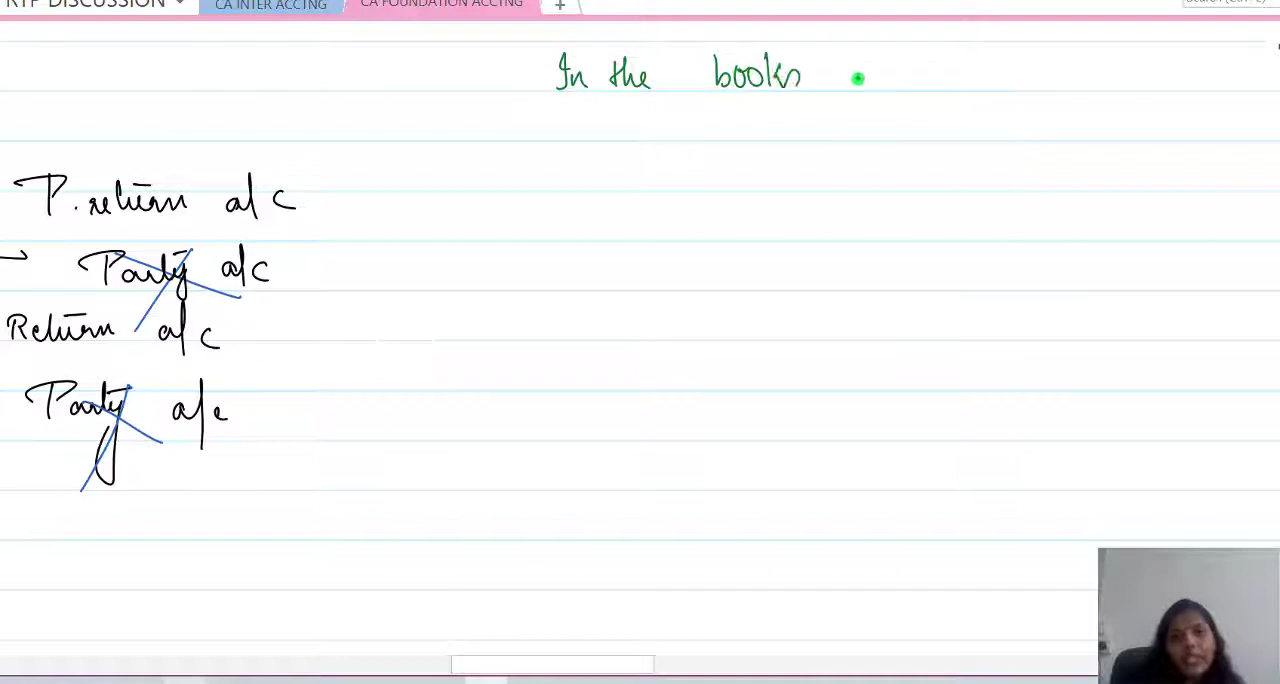 RTP DISCUSSION CA INTER ACCTNG CA FOUNDATION ACCTNG +
In the books
P. return a/c
→ Party a/c
Return a/c
Party a/c